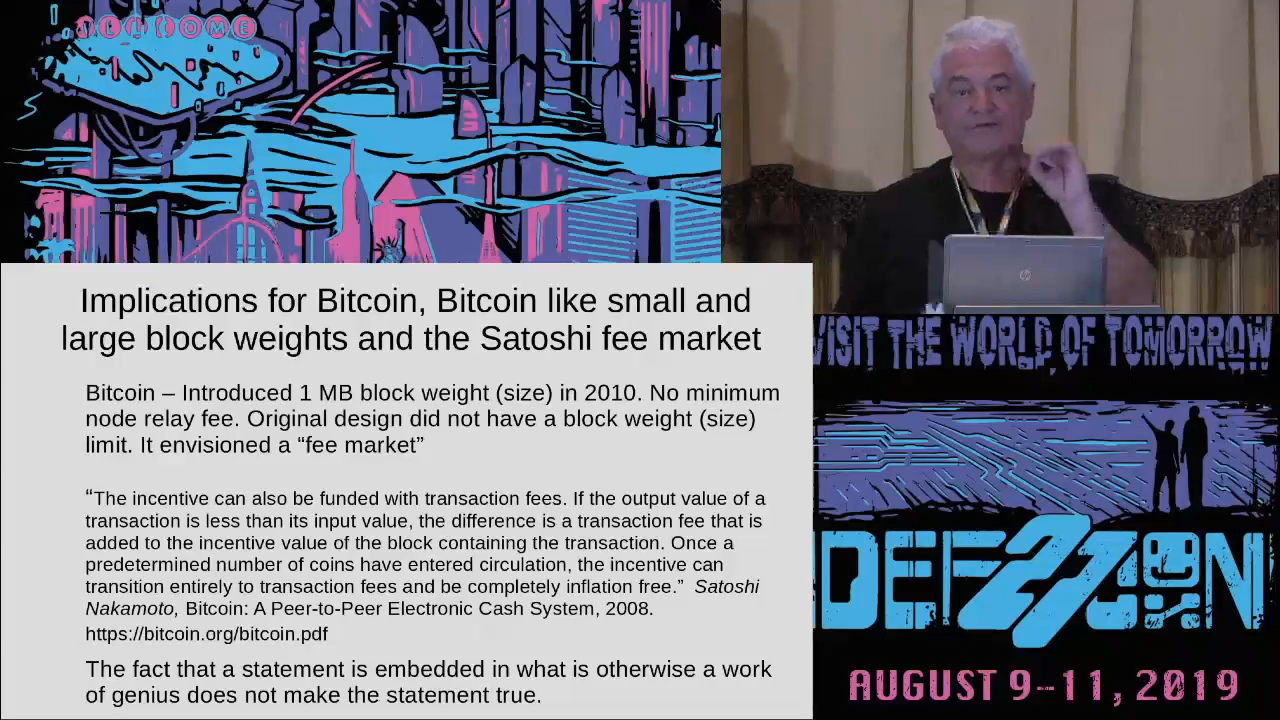 WELCOME
Implications for Bitcoin, Bitcoin like small and
large block weights and the Satoshi fee market
Bitcoin – Introduced 1 MB block weight (size) in 2010. No minimum
node relay fee. Original design did not have a block weight (size)
limit. It envisioned a “fee market”
“The incentive can also be funded with transaction fees. If the output value of a
transaction is less than its input value, the difference is a transaction fee that is
added to the incentive value of the block containing the transaction. Once a
predetermined number of coins have entered circulation, the incentive can
transition entirely to transaction fees and be completely inflation free.” Satoshi
Nakamoto, Bitcoin: A Peer-to-Peer Electronic Cash System, 2008.
https://bitcoin.org/bitcoin.pdf
The fact that a statement is embedded in what is otherwise a work
of genius does not make the statement true.
hp
VISIT THE WORLD OF TOMORROW
DEF27CON
AUGUST 9-11, 2019